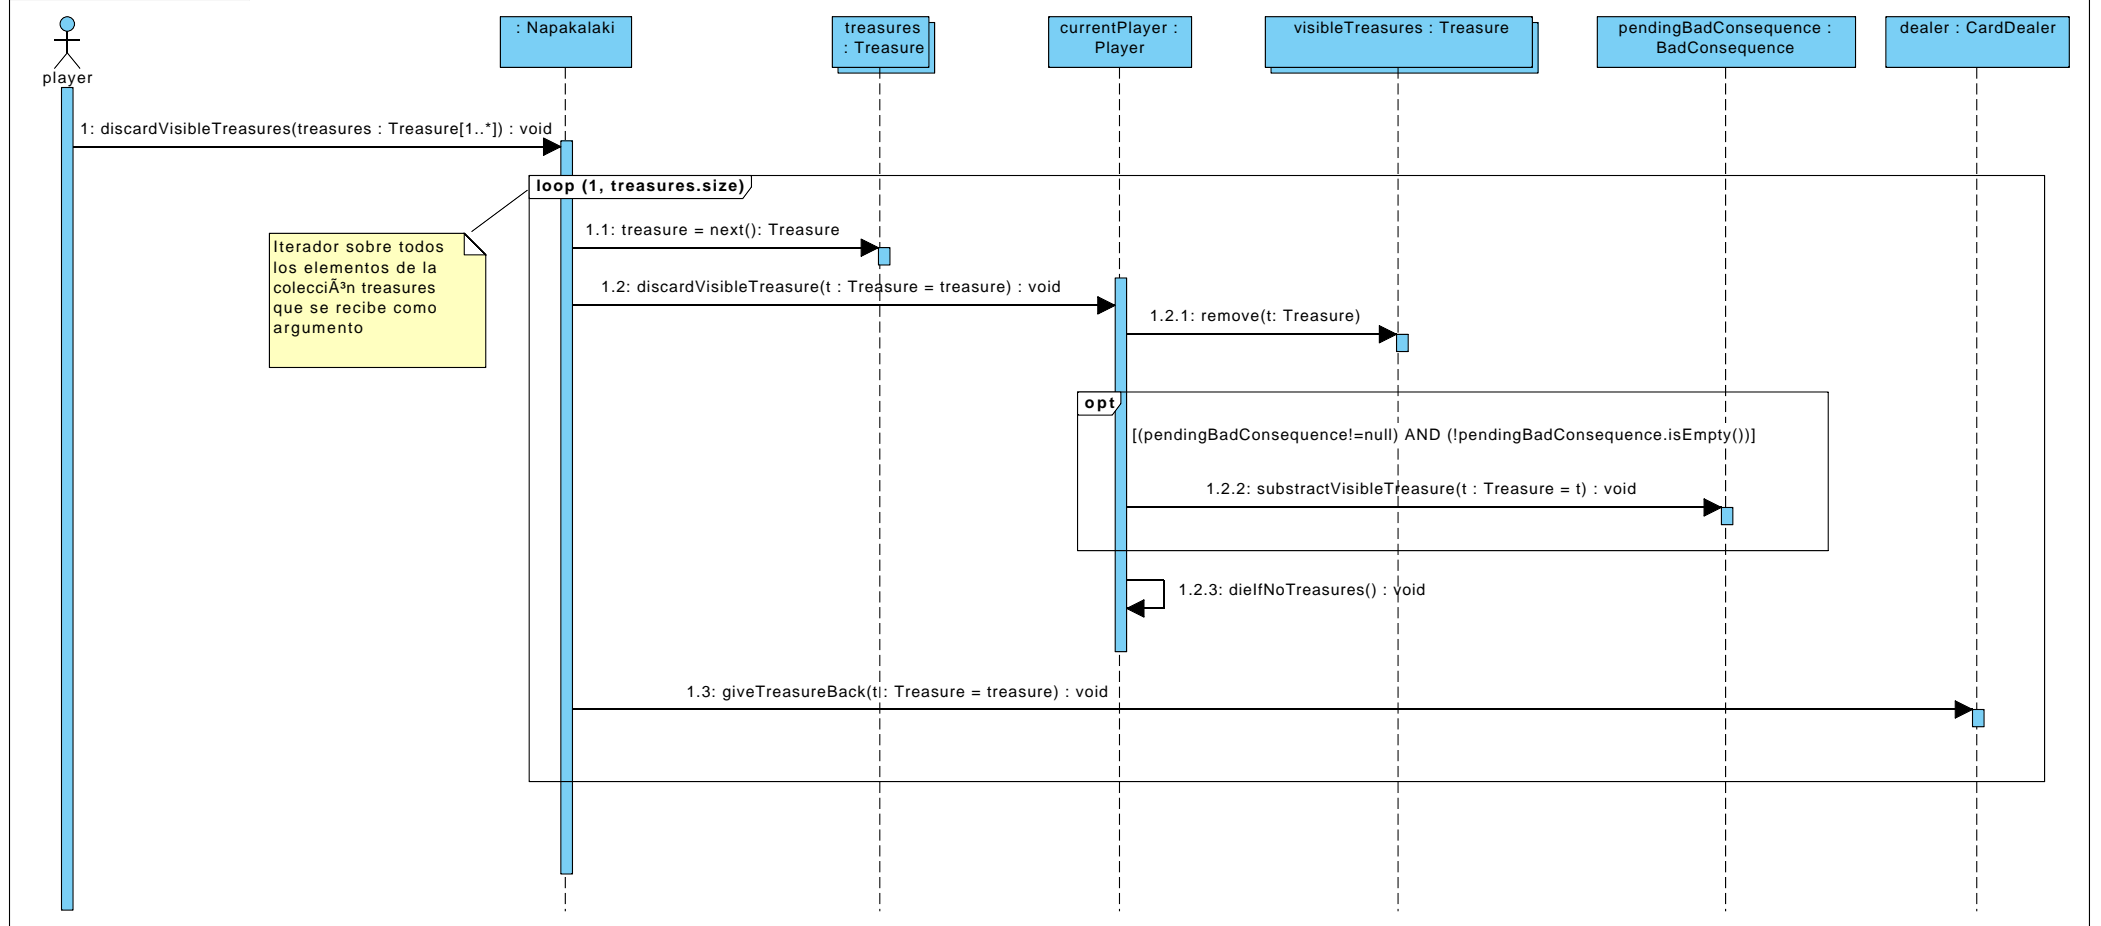 player
: Napakalaki
treasures
: Treasure
currentPlayer :
Player
visibleTreasures : Treasure
pendingBadConsequence :
BadConsequence
dealer : CardDealer
1: discardVisibleTreasures(treasures : Treasure[1..*]) : void
loop (1, treasures.size)
Iterador sobre todos
los elementos de la
colecciÃ³n treasures
que se recibe como
argumento
1.1: treasure = next(): Treasure
1.2: discardVisibleTreasure(t : Treasure = treasure) : void
1.2.1: remove(t: Treasure)
opt
[(pendingBadConsequence!=null) AND (!pendingBadConsequence.isEmpty())]
1.2.2: substractVisibleTreasure(t : Treasure = t) : void
1.2.3: dieIfNoTreasures() : void
1.3: giveTreasureBack(t : Treasure = treasure) : void